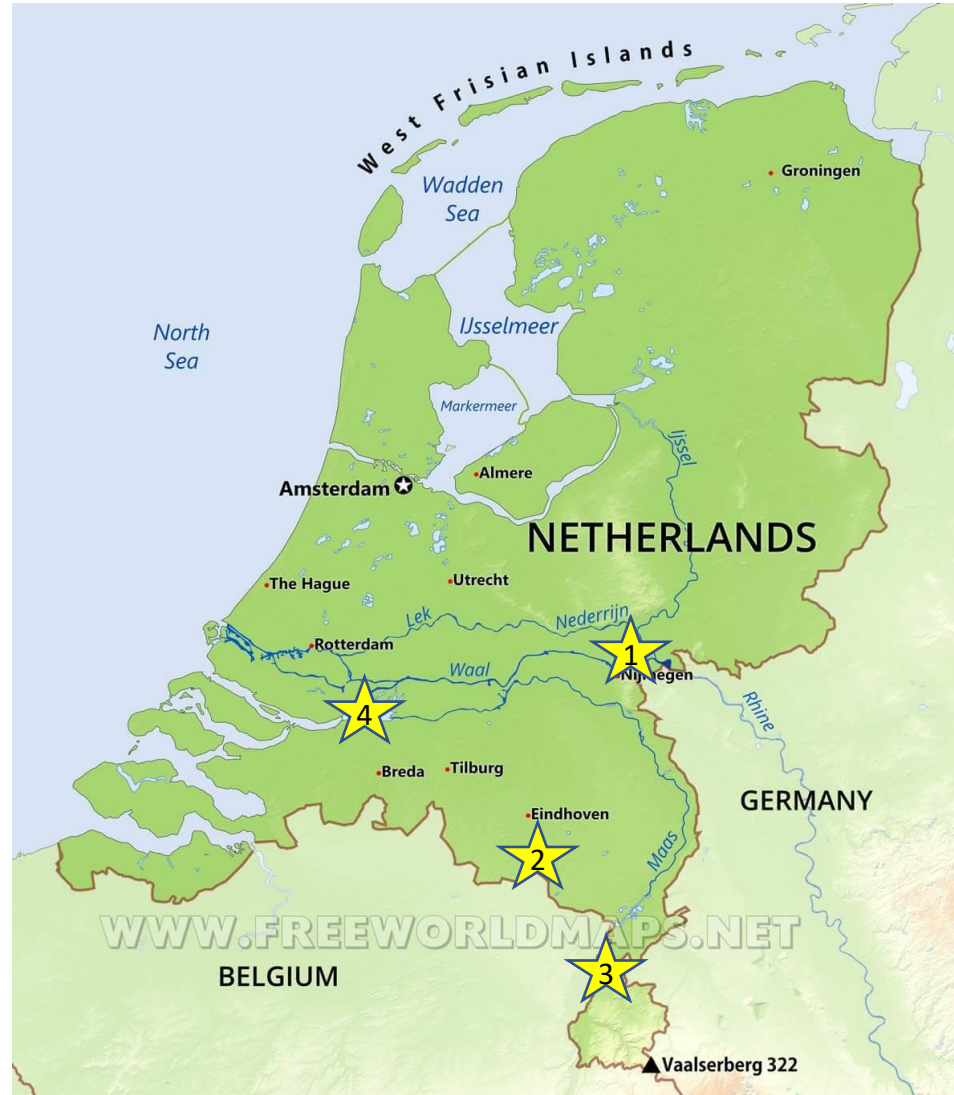 West Frisian Islands
Groningen
Wadden
Sea
North
Sea
IJsselmeer
Markermeer
Ijssel
Almere
Amsterdam
NETHERLANDS
The Hague
Utrecht
Lek
Nederrijn
Rotterdam
1
Waal
Nijmegen
Rhine
4
Breda
Tilburg
GERMANY
Eindhoven
Maas
2
WWW.FREEWORLDMAPS.NET
BELGIUM
3
Vaalserberg 322